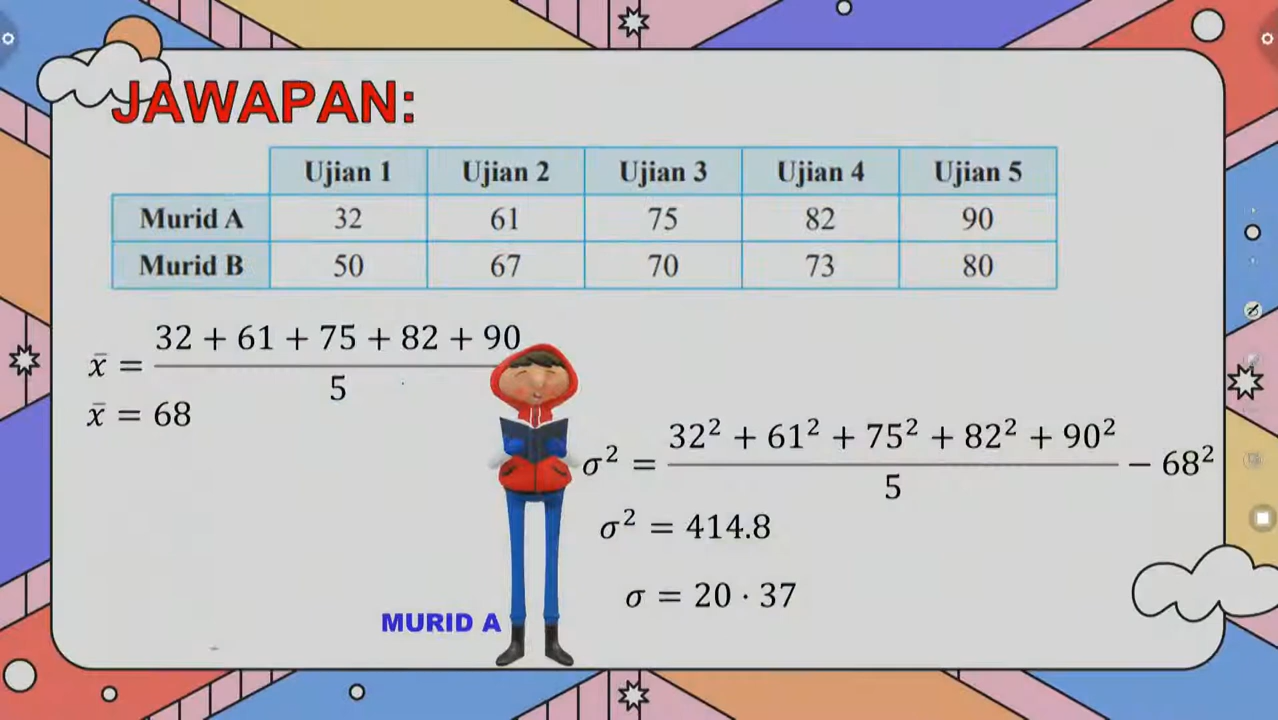 JAWAPAN:
Ujian 1 Ujian 2 Ujian 3 Ujian 4 Ujian 5
Murid A 32 61 75 82 90
Murid B 50 67 70 73 80
x̄ = (32 + 61 + 75 + 82 + 90)/5
x̄ = 68
σ² = (32² + 61² + 75² + 82² + 90²)/5 − 68²
σ² = 414.8
σ = 20 · 37
MURID A